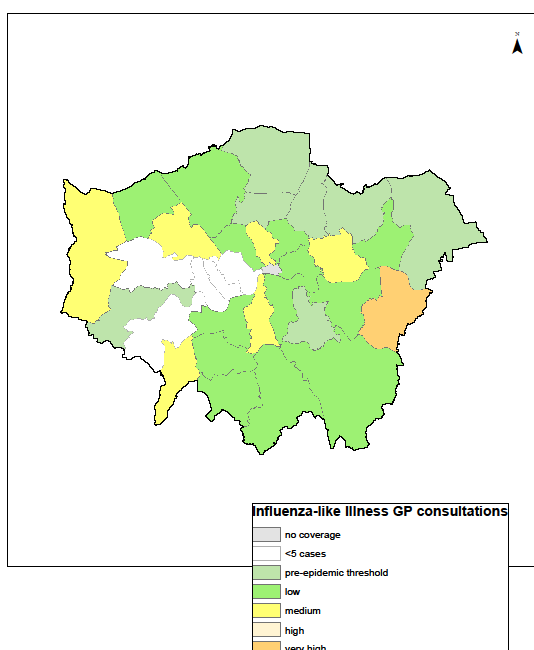 N
Influenza-like Illness GP consultations
no coverage
<5 cases
pre-epidemic threshold
low
medium
high
very high